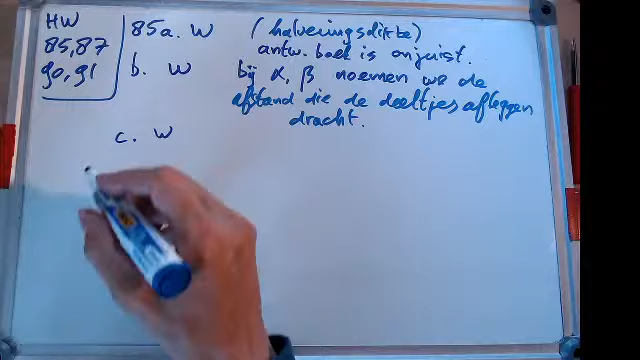 HW
85,87
90,91
85a. W (halveringsdikte)
antw. boek is onjuist.
b. W bij α, β noemen we de
afstand die de deeltjes afleggen
dracht.
c. W